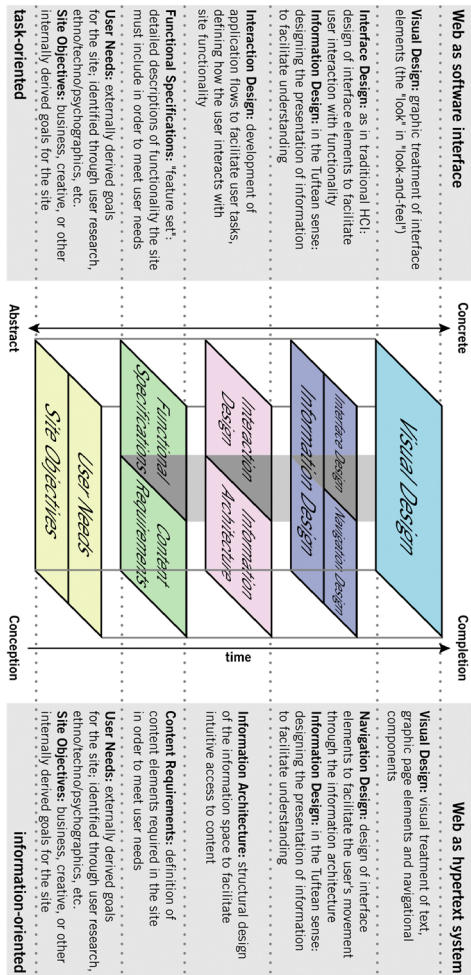 Web as software interface
Visual Design: graphic treatment of interface
elements (the "look" in "look-and-feel")
Interface Design: as in traditional HCI:
design of interface elements to facilitate
user interaction with functionality
Information Design: in the Tuftean sense:
designing the presentation of information
to facilitate understanding
Interaction Design: development of
application flows to facilitate user tasks,
defining how the user interacts with
site functionality
Functional Specifications: "feature set":
detailed descriptions of functionality the site
must include in order to meet user needs
User Needs: externally derived goals
for the site; identified through user research,
ethno/techno/psychographics, etc.
Site Objectives: business, creative, or other
internally derived goals for the site
task-oriented
Concrete
Abstract
Visual Design
Interface Design
Navigation Design
Information Design
Interaction
Design
Information
Architecture
Functional
Specifications
Content
Requirements
User Needs
Site Objectives
Completion
time
Conception
Web as hypertext system
Visual Design: visual treatment of text,
graphic page elements and navigational
components
Navigation Design: design of interface
elements to facilitate the user's movement
through the information architecture
Information Design: in the Tuftean sense:
designing the presentation of information
to facilitate understanding
Information Architecture: structural design
of the information space to facilitate
intuitive access to content
Content Requirements: definition of
content elements required in the site
in order to meet user needs
User Needs: externally derived goals
for the site; identified through user research,
ethno/techno/psychographics, etc.
Site Objectives: business, creative, or other
internally derived goals for the site
information-oriented